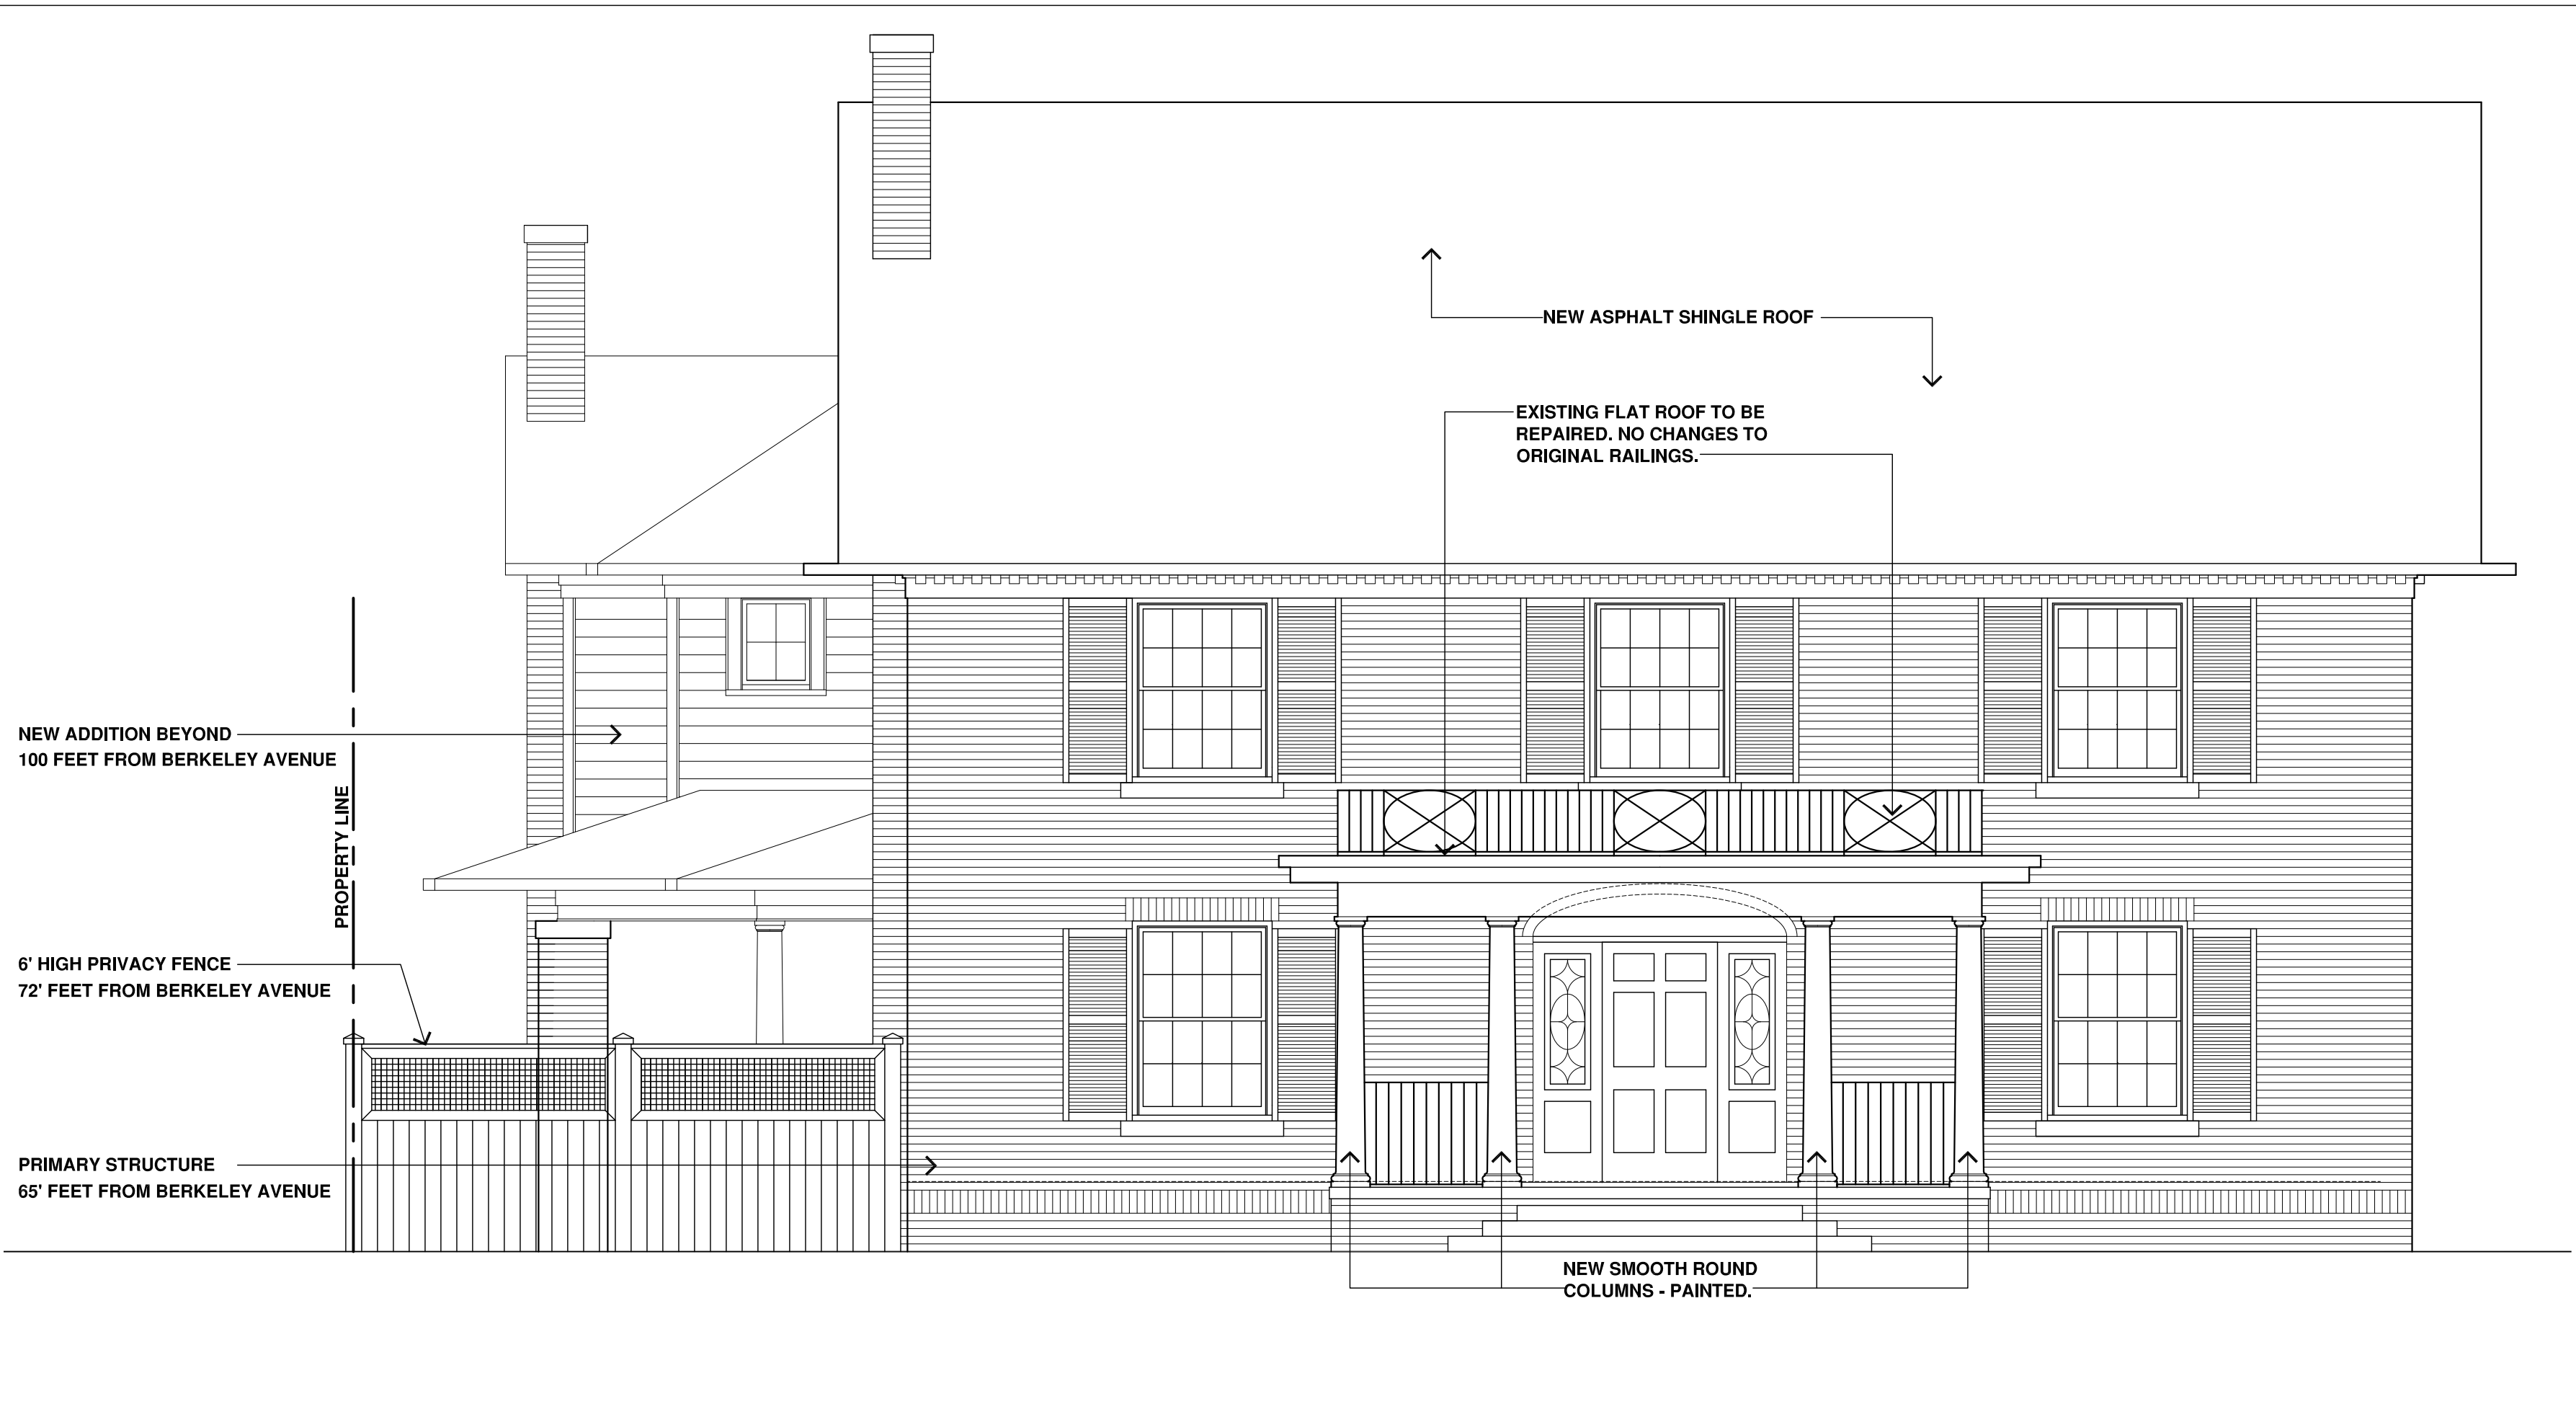 NEW ASPHALT SHINGLE ROOF
EXISTING FLAT ROOF TO BE
REPAIRED. NO CHANGES TO
ORIGINAL RAILINGS.
NEW ADDITION BEYOND
100 FEET FROM BERKELEY AVENUE
PROPERTY LINE
6' HIGH PRIVACY FENCE
72' FEET FROM BERKELEY AVENUE
PRIMARY STRUCTURE
65' FEET FROM BERKELEY AVENUE
NEW SMOOTH ROUND
COLUMNS - PAINTED.